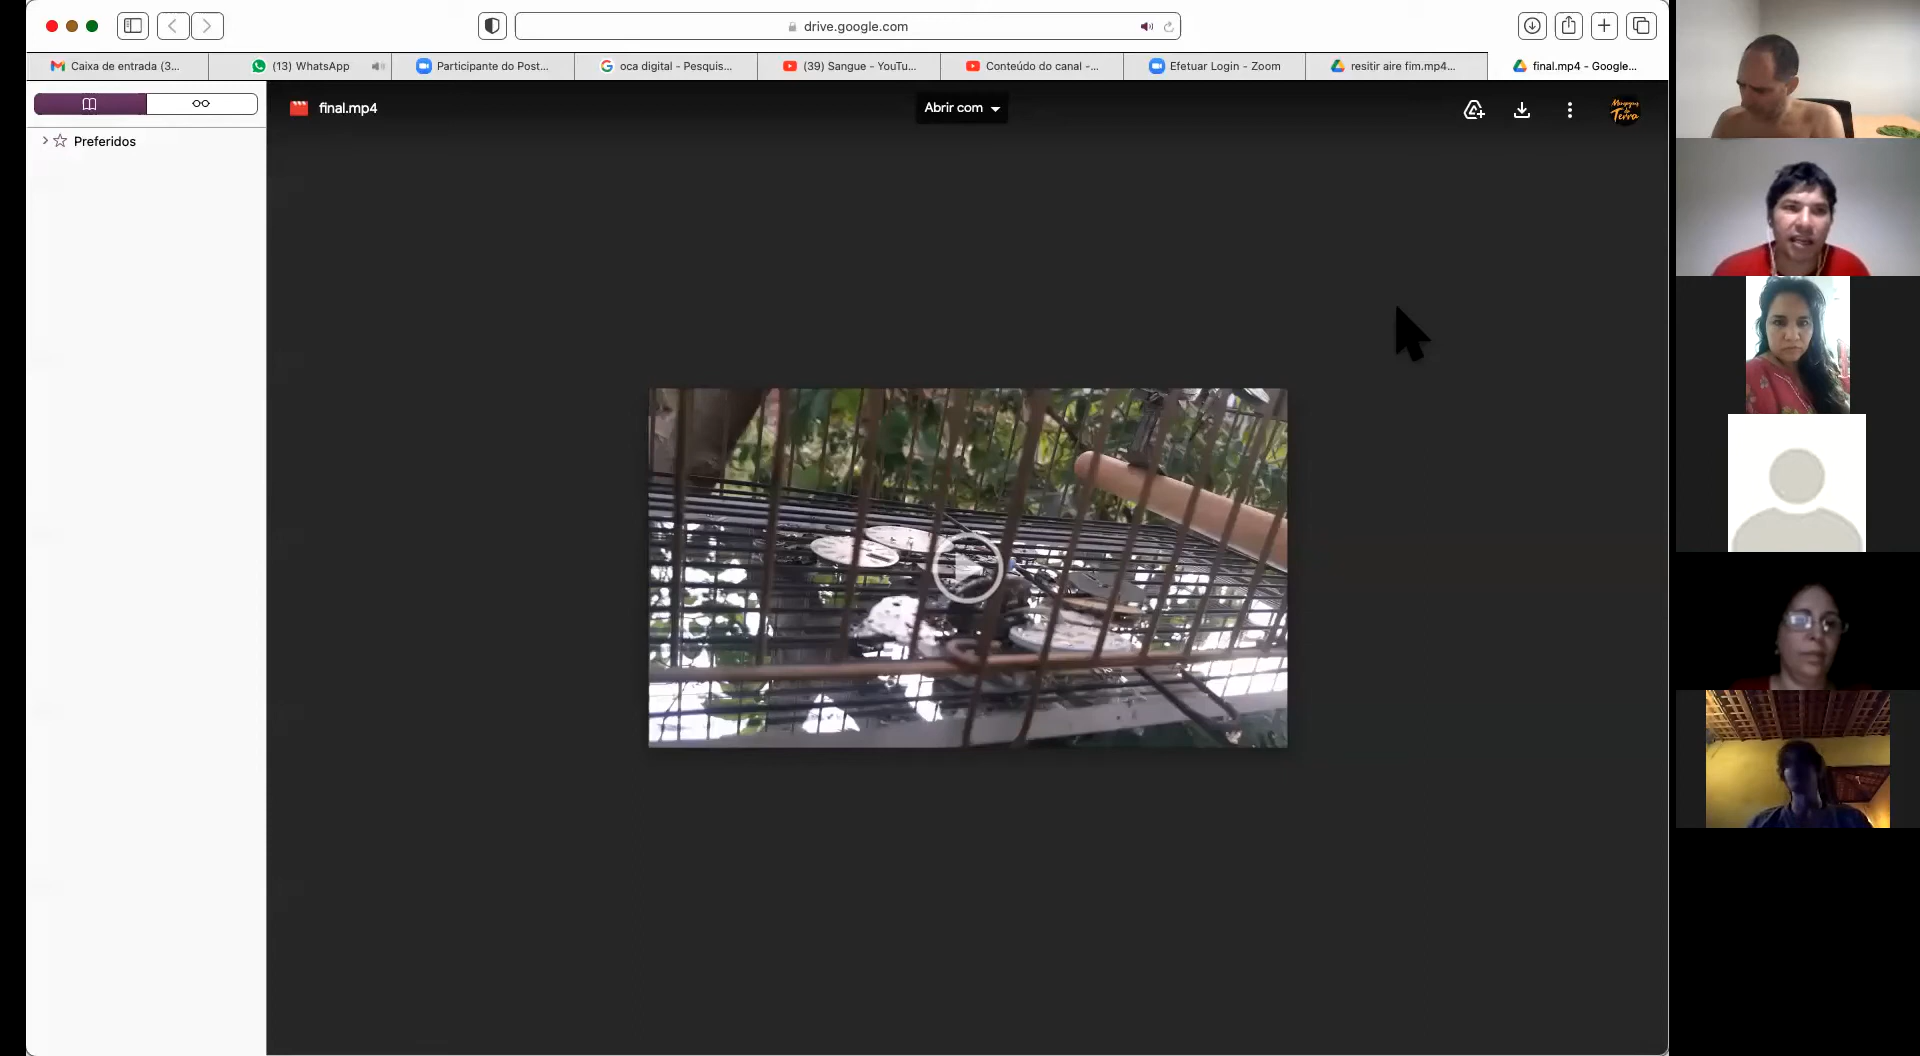 drive.google.com
Caixa de entrada (3...
(13) WhatsApp
Participante do Post...
oca digital - Pesquis...
(39) Sangue - YouTu...
Conteúdo do canal -...
Efetuar Login - Zoom
resitir aire fim.mp4...
final.mp4 - Google...
final.mp4
Abrir com
Terra
Preferidos